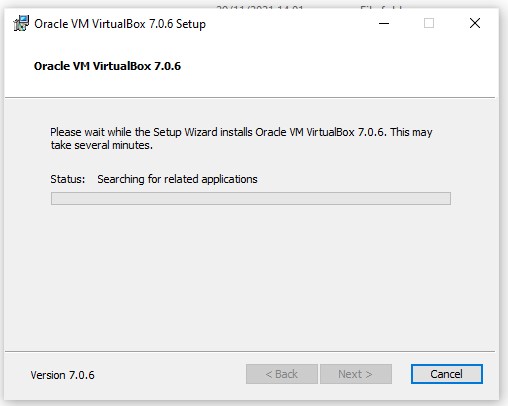 Oracle VM VirtualBox 7.0.6 Setup
Oracle VM VirtualBox 7.0.6
Please wait while the Setup Wizard installs Oracle VM VirtualBox 7.0.6. This may
take several minutes.
Status: Searching for related applications
Version 7.0.6
< Back
Next >
Cancel